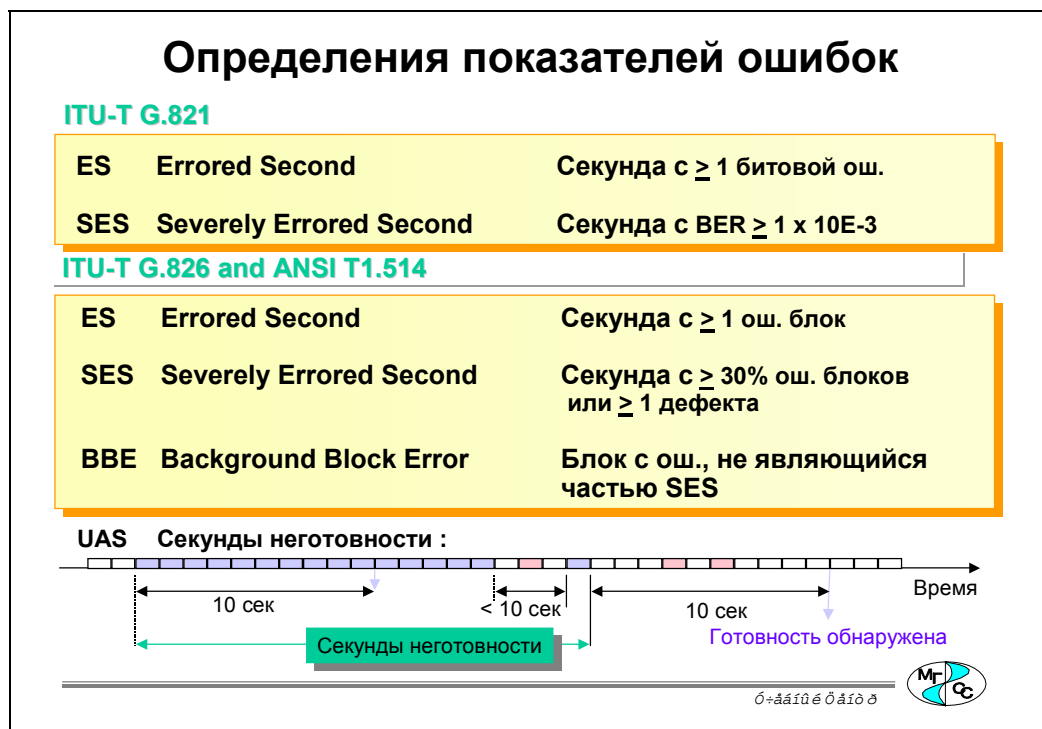 Определения показателей ошибок
ITU-T G.821
ES Errored Second Секунда с ≥ 1 битовой ош.
SES Severely Errored Second Секунда с BER ≥ 1 x 10E-3
ITU-T G.826 and ANSI T1.514
ES Errored Second Секунда с ≥ 1 ош. блок
SES Severely Errored Second Секунда с ≥ 30% ош. блоков
или ≥ 1 дефекта
BBE Background Block Error Блок с ош., не являющийся
частью SES
UAS Секунды неготовности :
Время
10 сек < 10 сек 10 сек
Готовность обнаружена
Секунды неготовности
Ó÷åáíûé Öåíòð
МГ СС